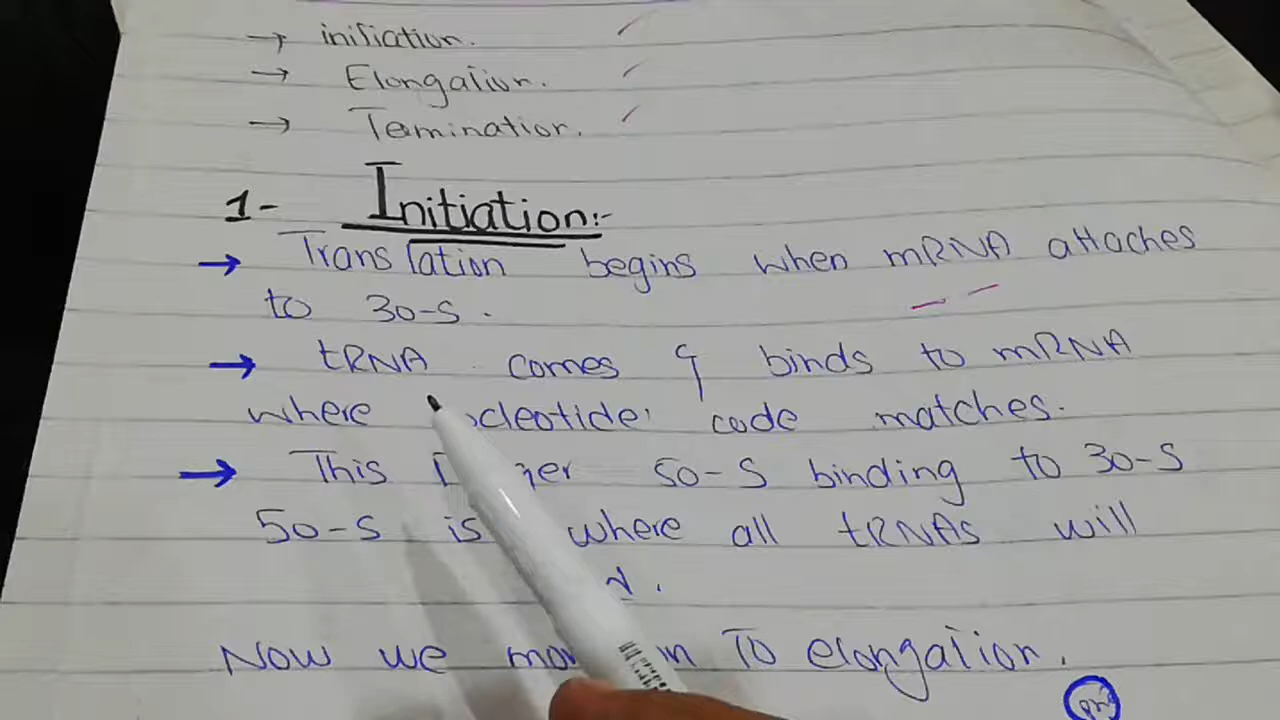 → initiation.
→ Elongation.
→ Termination.
1- Initiation:-
→ Translation begins when mRNA attaches
to 30-S.
→ tRNA comes & binds to mRNA
where code matches.
→ This 50-S binding to 30-S
50-S is where all tRNAs will
Now we in To elongation.